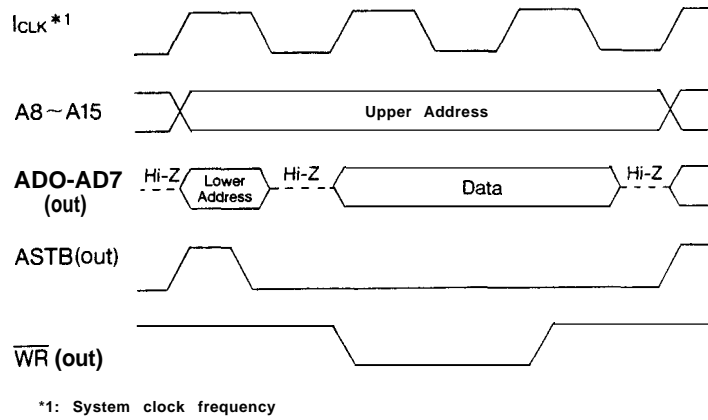 ICLK*1
A8~A15
Upper Address
ADO-AD7
(out)
Hi-Z
Lower
Address
Hi-Z
Data
Hi-Z
ASTB(out)
WR (out)
*1: System clock frequency